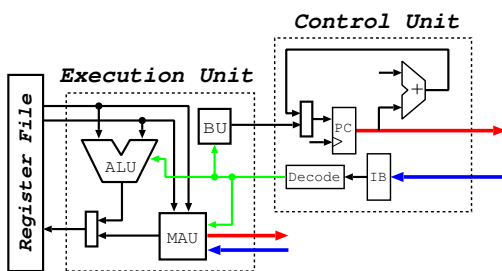 Control Unit
Execution Unit
Register File
BU
PC
+
ALU
Decode
IB
MAU